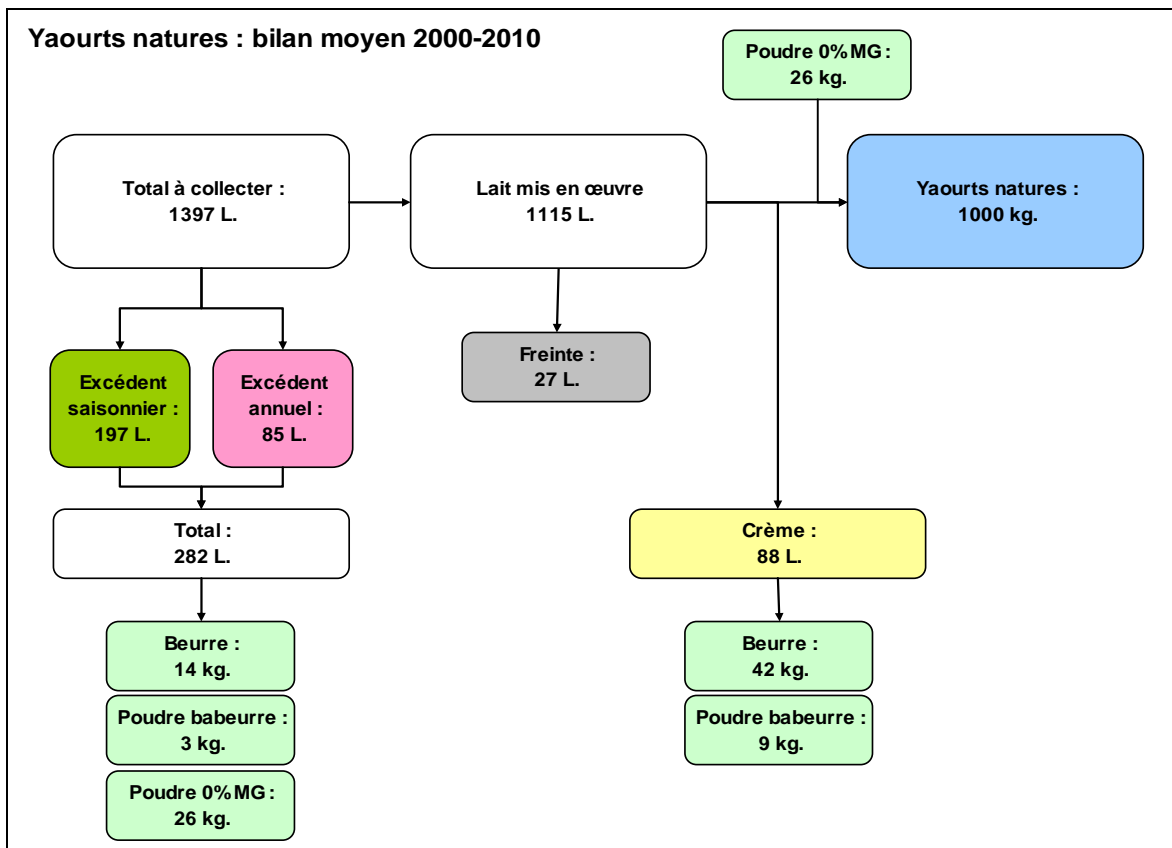 Yaourts natures : bilan moyen 2000-2010
Poudre 0%MG :
26 kg.
Total à collecter :
1397 L.
Lait mis en œuvre
1115 L.
Yaourts natures :
1000 kg.
Freinte :
27 L.
Excédent
saisonnier :
197 L.
Excédent
annuel :
85 L.
Total :
282 L.
Crème :
88 L.
Beurre :
14 kg.
Poudre babeurre :
3 kg.
Poudre 0%MG :
26 kg.
Beurre :
42 kg.
Poudre babeurre :
9 kg.